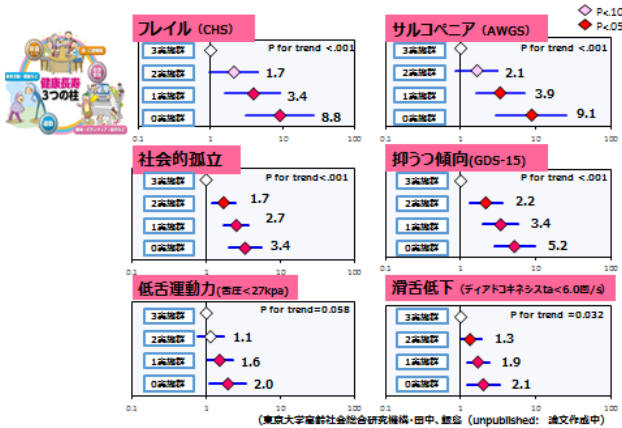 P<.10
P<.05
健康長寿
3つの柱
フレイル（CHS）
P for trend <.001
3実施群
2実施群
1.7
1実施群
3.4
0実施群
8.8
0.1 1 10 100
サルコペニア（AWGS）
P for trend <.001
3実施群
2実施群
2.1
1実施群
3.9
0実施群
9.1
0.1 1 10 100
社会的孤立
P for trend<.001
3実施群
2実施群
1.7
1実施群
2.7
0実施群
3.4
0.1 1 10 100
抑うつ傾向(GDS-15)
P for trend <.001
3実施群
2実施群
2.2
1実施群
3.4
0実施群
5.2
0.1 1 10 100
低舌運動力(舌圧<27kpa)
P for trend=0.058
3実施群
2実施群
1.1
1実施群
1.6
0実施群
2.0
0.1 1 10 100
滑舌低下（ディアドコキネシスta<6.0回/s）
P for trend =0.032
3実施群
2実施群
1.3
1実施群
1.9
0実施群
2.1
0.1 1 10 100
（東京大学高齢社会総合研究機構・田中、飯島（unpublished: 論文作成中）